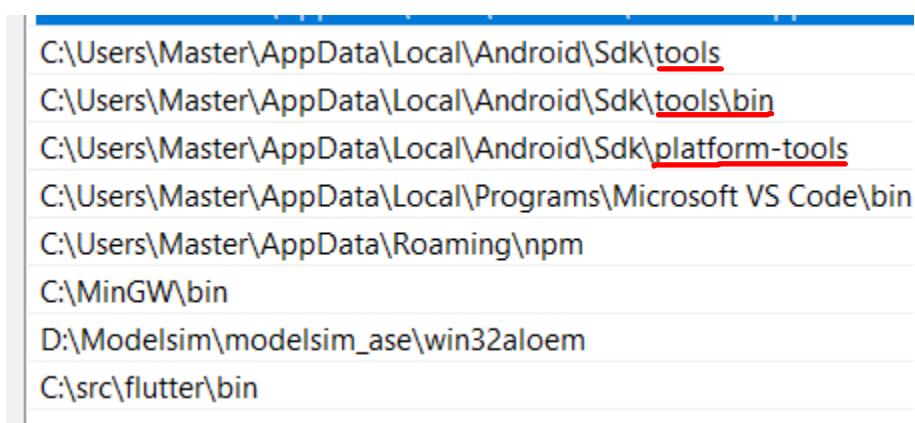 C:\Users\Master\AppData\Local\Android\Sdk\tools
C:\Users\Master\AppData\Local\Android\Sdk\tools\bin
C:\Users\Master\AppData\Local\Android\Sdk\platform-tools
C:\Users\Master\AppData\Local\Programs\Microsoft VS Code\bin
C:\Users\Master\AppData\Roaming\npm
C:\MinGW\bin
D:\Modelsim\modelsim_ase\win32aloem
C:\src\flutter\bin